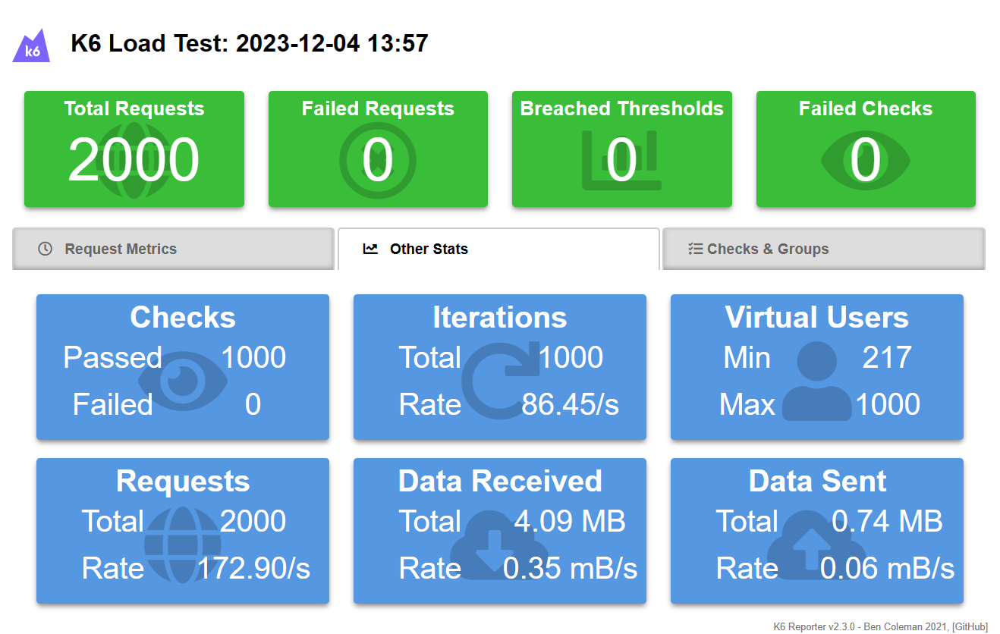 k6
K6 Load Test: 2023-12-04 13:57
Total Requests
2000
Failed Requests
0
Breached Thresholds
0
Failed Checks
0
Request Metrics
Other Stats
Checks & Groups
Checks
Passed 1000
Failed 0
Iterations
Total 1000
Rate 86.45/s
Virtual Users
Min 217
Max 1000
Requests
Total 2000
Rate 172.90/s
Data Received
Total 4.09 MB
Rate 0.35 mB/s
Data Sent
Total 0.74 MB
Rate 0.06 mB/s
K6 Reporter v2.3.0 - Ben Coleman 2021, [GitHub]